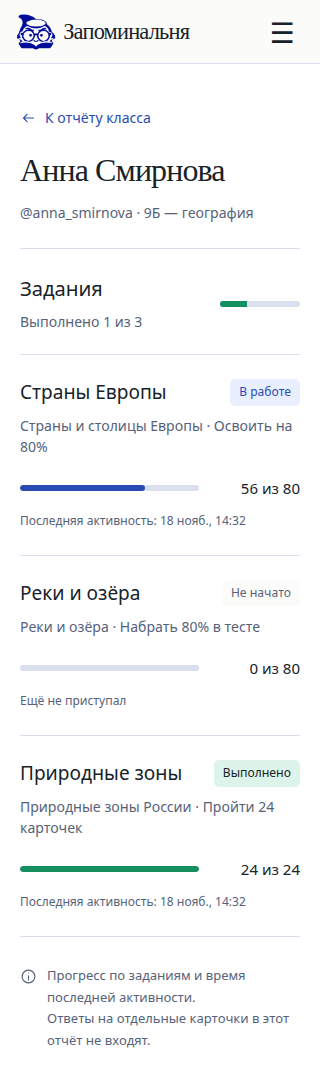 Запоминальня
← К отчёту класса
Анна Смирнова
@anna_smirnova · 9Б — география
Задания
Выполнено 1 из 3
Страны Европы
В работе
Страны и столицы Европы · Освоить на
80%
56 из 80
Последняя активность: 18 нояб., 14:32
Реки и озёра
Не начато
Реки и озёра · Набрать 80% в тесте
0 из 80
Ещё не приступал
Природные зоны
Выполнено
Природные зоны России · Пройти 24
карточек
24 из 24
Последняя активность: 18 нояб., 14:32
Прогресс по заданиям и время
последней активности.
Ответы на отдельные карточки в этот
отчёт не входят.